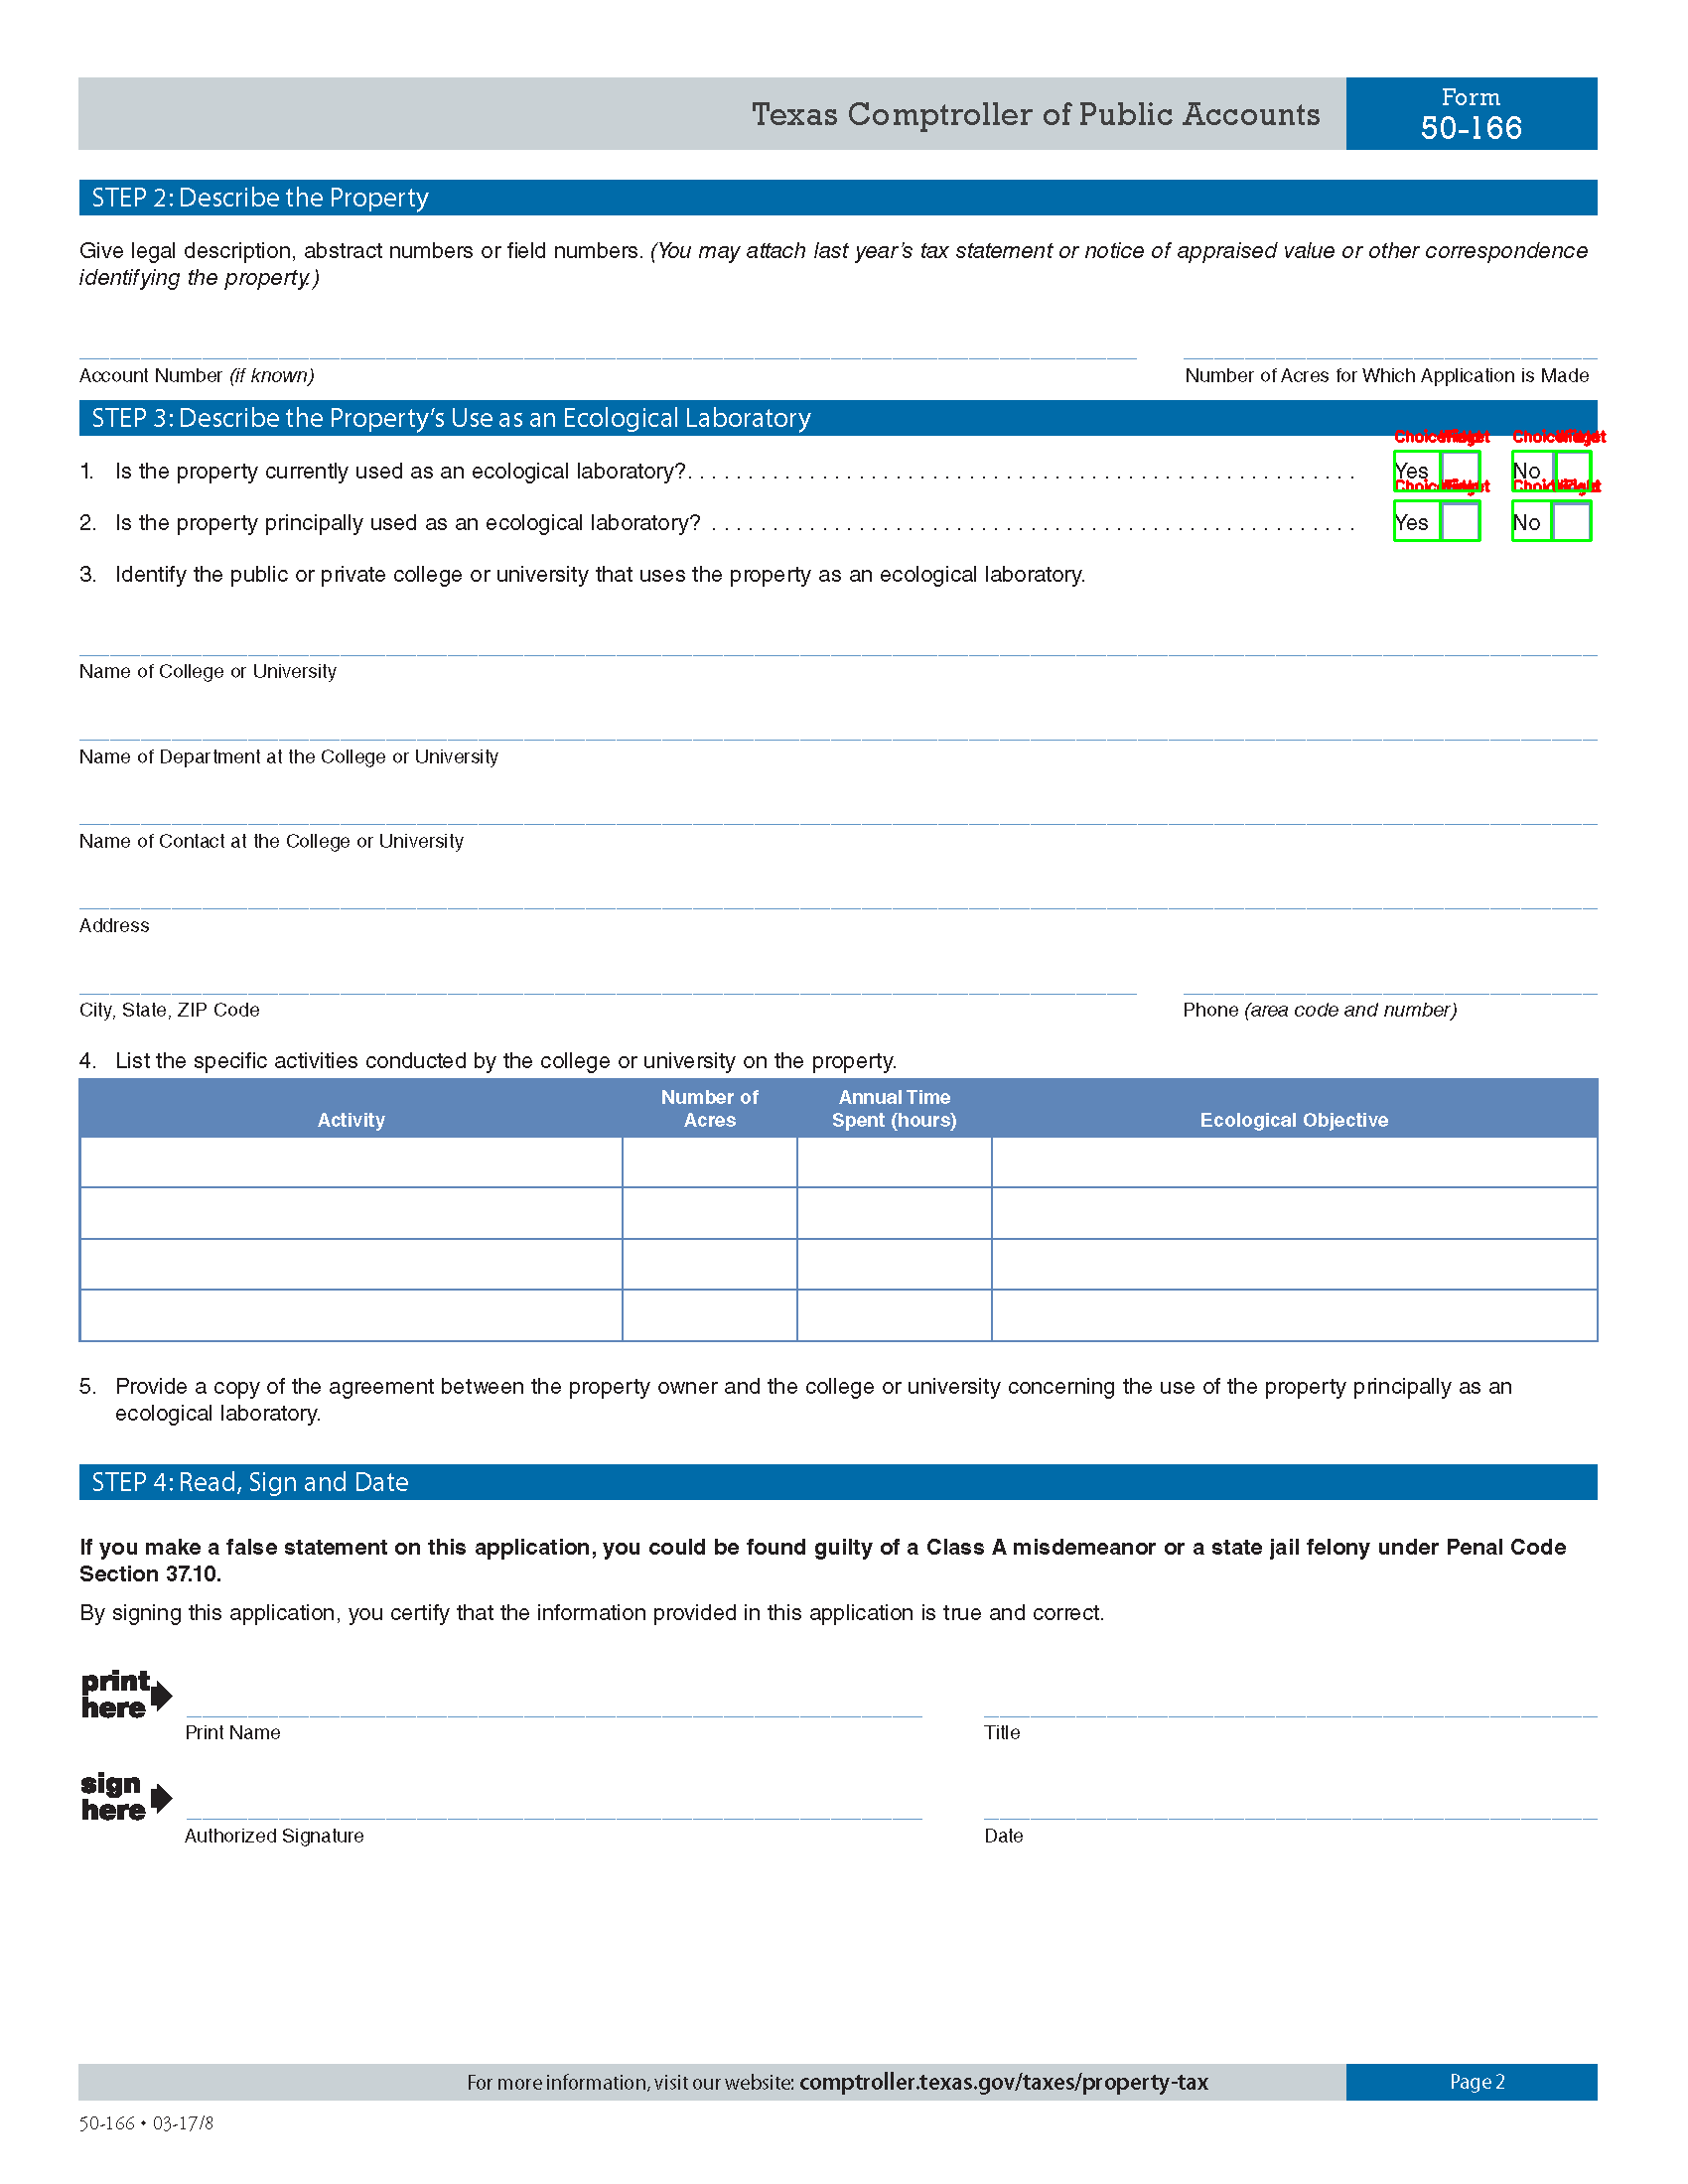 Texas Comptroller of Public Accounts
Form
50-166
STEP 2: Describe the Property
Give legal description, abstract numbers or field numbers. (You may attach last year's tax statement or notice of appraised value or other correspondence
identifying the property.)
Account Number (if known)
Number of Acres for Which Application is Made
STEP 3: Describe the Property's Use as an Ecological Laboratory
1. Is the property currently used as an ecological laboratory?. . . . . . . . . . . . . . . . . . . . . . . . . . . . . . . . . . . . . . . . . . . . . . . . . . . . . . . Yes No
2. Is the property principally used as an ecological laboratory? . . . . . . . . . . . . . . . . . . . . . . . . . . . . . . . . . . . . . . . . . . . . . . . . . . . . . Yes No
3. Identify the public or private college or university that uses the property as an ecological laboratory.
Name of College or University
Name of Department at the College or University
Name of Contact at the College or University
Address
City, State, ZIP Code
Phone (area code and number)
4. List the specific activities conducted by the college or university on the property.
Activity
Number of
Acres
Annual Time
Spent (hours)
Ecological Objective
5. Provide a copy of the agreement between the property owner and the college or university concerning the use of the property principally as an
ecological laboratory.
STEP 4: Read, Sign and Date
If you make a false statement on this application, you could be found guilty of a Class A misdemeanor or a state jail felony under Penal Code
Section 37.10.
By signing this application, you certify that the information provided in this application is true and correct.
print
here
Print Name
Title
sign
here
Authorized Signature
Date
For more information, visit our website: comptroller.texas.gov/taxes/property-tax
Page 2
50-166 • 03-17/8